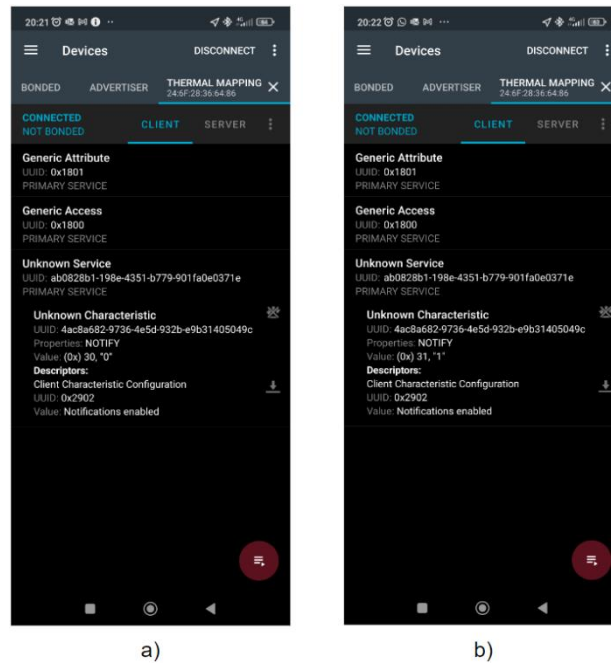 20:21
Devices
DISCONNECT
BONDED
ADVERTISER
THERMAL MAPPING
24:6F:28:36:64:86
CONNECTED
NOT BONDED
CLIENT
SERVER
Generic Attribute
UUID: 0x1801
PRIMARY SERVICE
Generic Access
UUID: 0x1800
PRIMARY SERVICE
Unknown Service
UUID: ab0828b1-198e-4351-b779-901fa0e0371e
PRIMARY SERVICE
Unknown Characteristic
UUID: 4ac8a682-9736-4e5d-932b-e9b31405049c
Properties: NOTIFY
Value: (0x) 30, "0"
Descriptors:
Client Characteristic Configuration
UUID: 0x2902
Value: Notifications enabled
a)
20:22
Devices
DISCONNECT
BONDED
ADVERTISER
THERMAL MAPPING
24:6F:28:36:64:86
CONNECTED
NOT BONDED
CLIENT
SERVER
Generic Attribute
UUID: 0x1801
PRIMARY SERVICE
Generic Access
UUID: 0x1800
PRIMARY SERVICE
Unknown Service
UUID: ab0828b1-198e-4351-b779-901fa0e0371e
PRIMARY SERVICE
Unknown Characteristic
UUID: 4ac8a682-9736-4e5d-932b-e9b31405049c
Properties: NOTIFY
Value: (0x) 31, "1"
Descriptors:
Client Characteristic Configuration
UUID: 0x2902
Value: Notifications enabled
b)